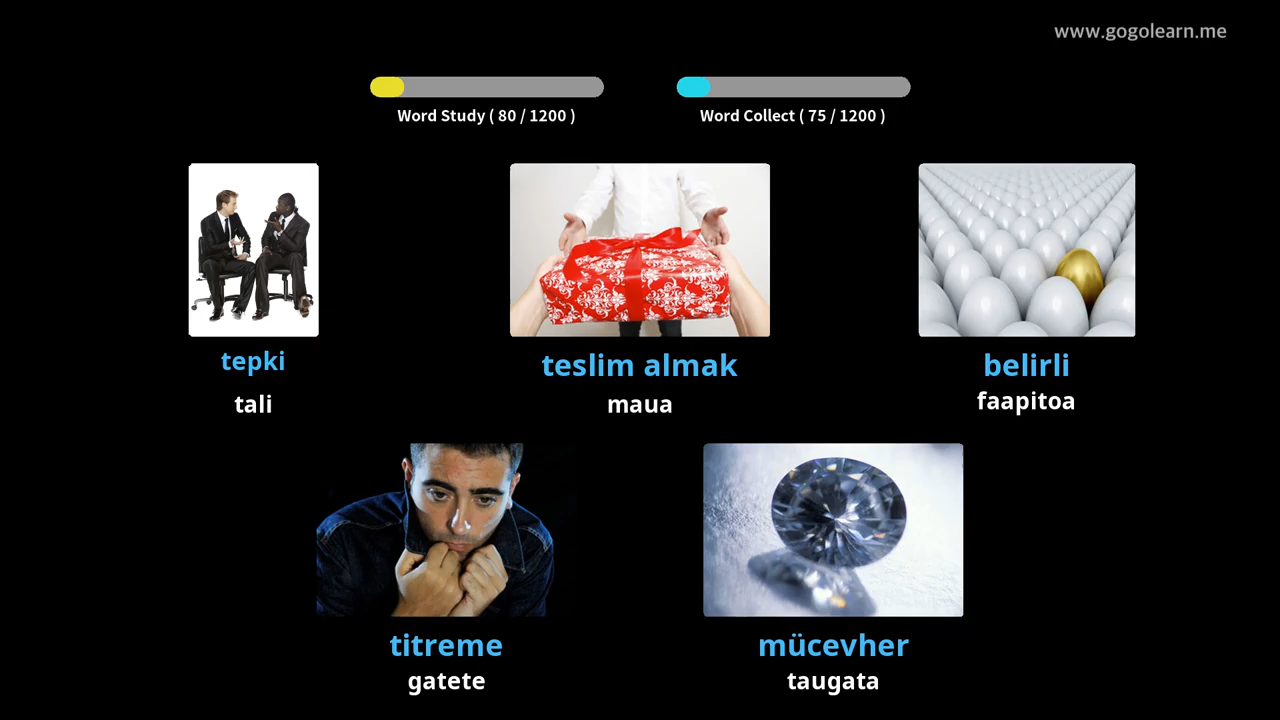 www.gogolearn.me
Word Study ( 80 / 1200 )
Word Collect ( 75 / 1200 )
tepki
tali
teslim almak
maua
belirli
faapitoa
titreme
gatete
mücevher
taugata